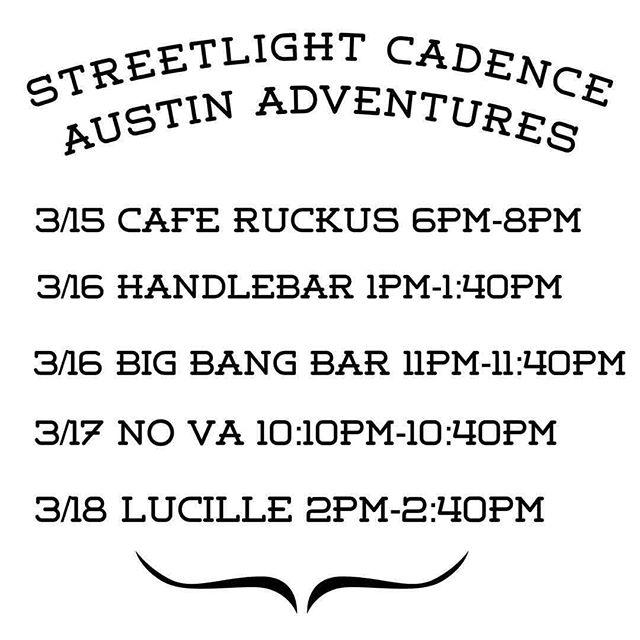 STREETLIGHT CADENCE
AUSTIN ADVENTURES
3/15 CAFE RUCKUS 6PM-8PM
3/16 HANDLEBAR 1PM-1:40PM
3/16 BIG BANG BAR 11PM-11:40PM
3/17 NO VA 10:10PM-10:40PM
3/18 LUCILLE 2PM-2:40PM